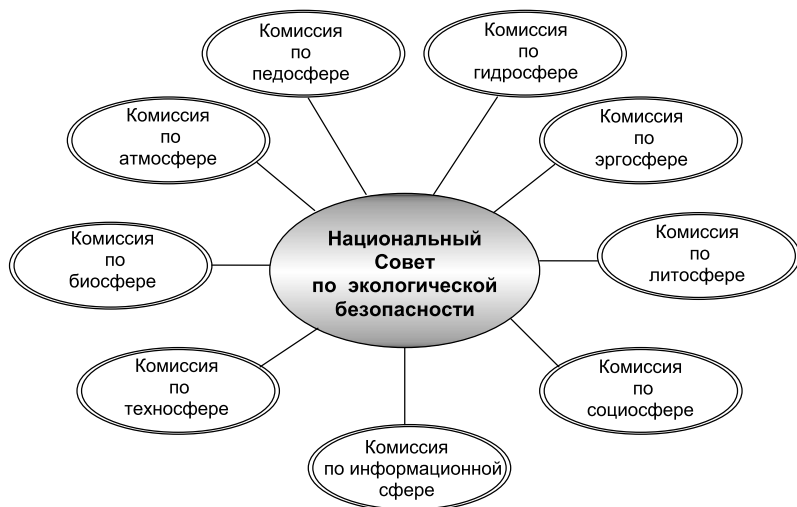 Комиссия
по
педосфере
Комиссия
по
гидросфере
Комиссия
по
атмосфере
Комиссия
по
эргосфере
Национальный
Совет
по экологической
безопасности
Комиссия
по
биосфере
Комиссия
по
литосфере
Комиссия
по
техносфере
Комиссия
по
социосфере
Комиссия
по информационной
сфере